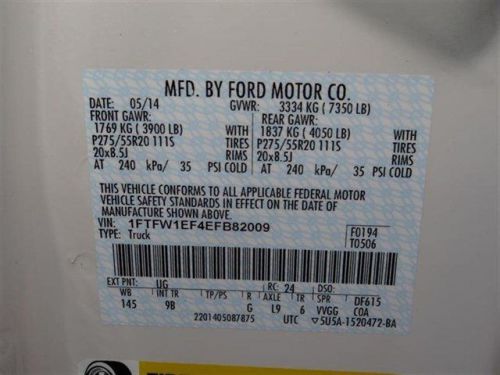 MFD. BY FORD MOTOR CO.
DATE: 05/14 GVWR: 3334 KG (7350 LB)
FRONT GAWR: REAR GAWR:
1769 KG (3900 LB) WITH 1837 KG (4050 LB) WITH
P275/55R20 111S TIRES P275/55R20 111S TIRES
20x8.5J RIMS 20x8.5J RIMS
AT 240 kPa/ 35 PSI COLD AT 240 kPa/ 35 PSI COLD
THIS VEHICLE CONFORMS TO ALL APPLICABLE FEDERAL MOTOR
VEHICLE SAFETY STANDARDS IN EFFECT ON THE DATE OF
MANUFACTURE SHOWN ABOVE.
VIN: 1FTFW1EF4EFB82009 F0194
TYPE: Truck T0506
EXT PNT: UG RC: 24 DSO:
WB INT TR TP/PS R AXLE TR SPR DF615
145 9B G L9 6 VVGG COA
2201405087875 UTC ▽5U5A-1520472-BA